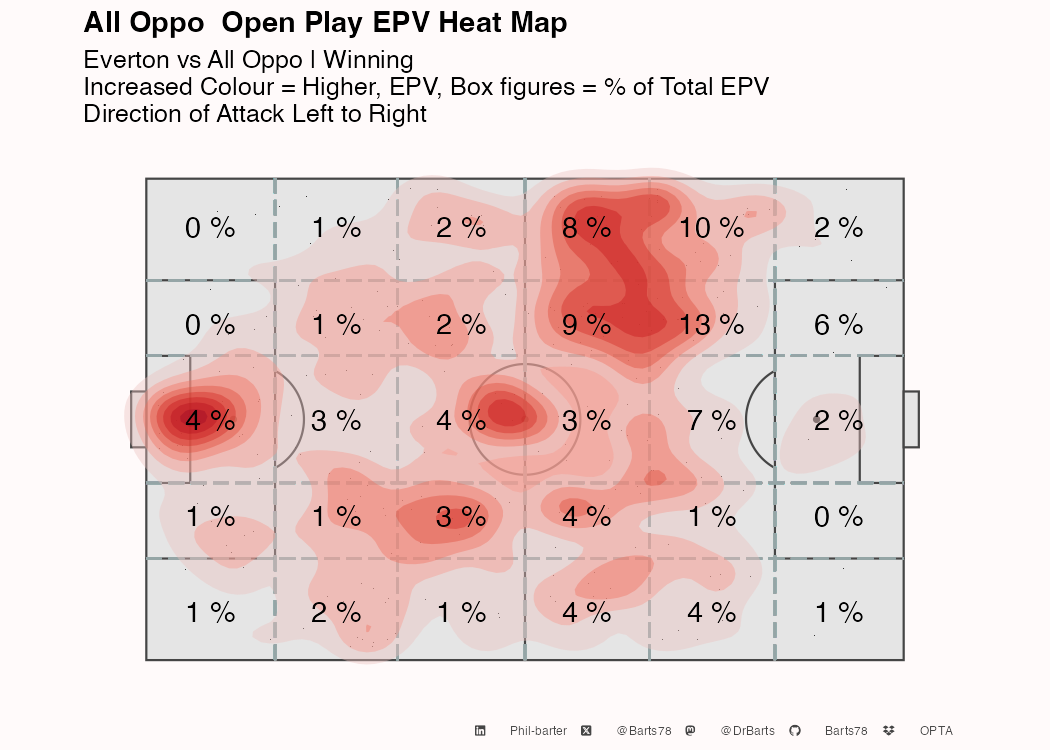 All Oppo  Open Play EPV Heat Map
Everton vs All Oppo | Winning
Increased Colour = Higher, EPV, Box figures = % of Total EPV
Direction of Attack Left to Right
0 % 1 % 2 % 8 % 10 % 2 %
0 % 1 % 2 % 9 % 13 % 6 %
4 % 3 % 4 % 3 % 7 % 2 %
1 % 1 % 3 % 4 % 1 % 0 %
1 % 2 % 1 % 4 % 4 % 1 %
Phil-barter @Barts78 @DrBarts Barts78 OPTA